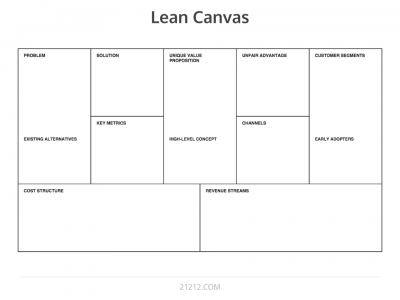 Lean Canvas
PROBLEM
EXISTING ALTERNATIVES
SOLUTION
KEY METRICS
UNIQUE VALUE
PROPOSITION
HIGH-LEVEL CONCEPT
UNFAIR ADVANTAGE
CHANNELS
CUSTOMER SEGMENTS
EARLY ADOPTERS
COST STRUCTURE
REVENUE STREAMS
21212.COM